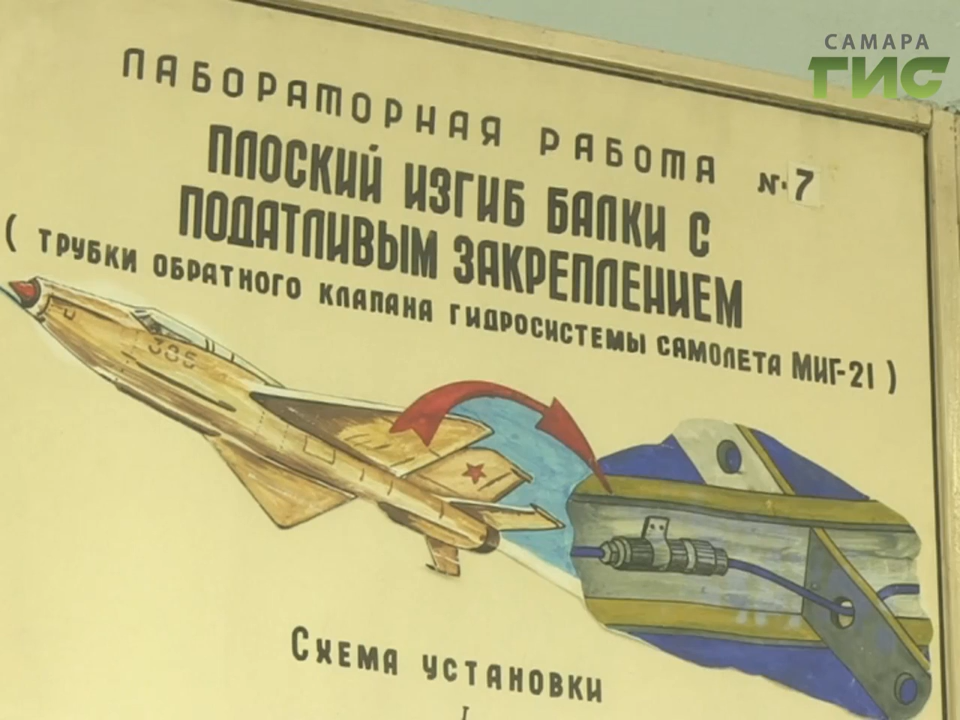 САМАРА
ГИС
ЛАБОРАТОРНАЯ РАБОТА №7
ПЛОСКИЙ ИЗГИБ БАЛКИ С
ПОДАТЛИВЫМ ЗАКРЕПЛЕНИЕМ
( ТРУБКИ ОБРАТНОГО КЛАПАНА ГИДРОСИСТЕМЫ САМОЛЕТА МИГ-21 )
385
СХЕМА УСТАНОВКИ